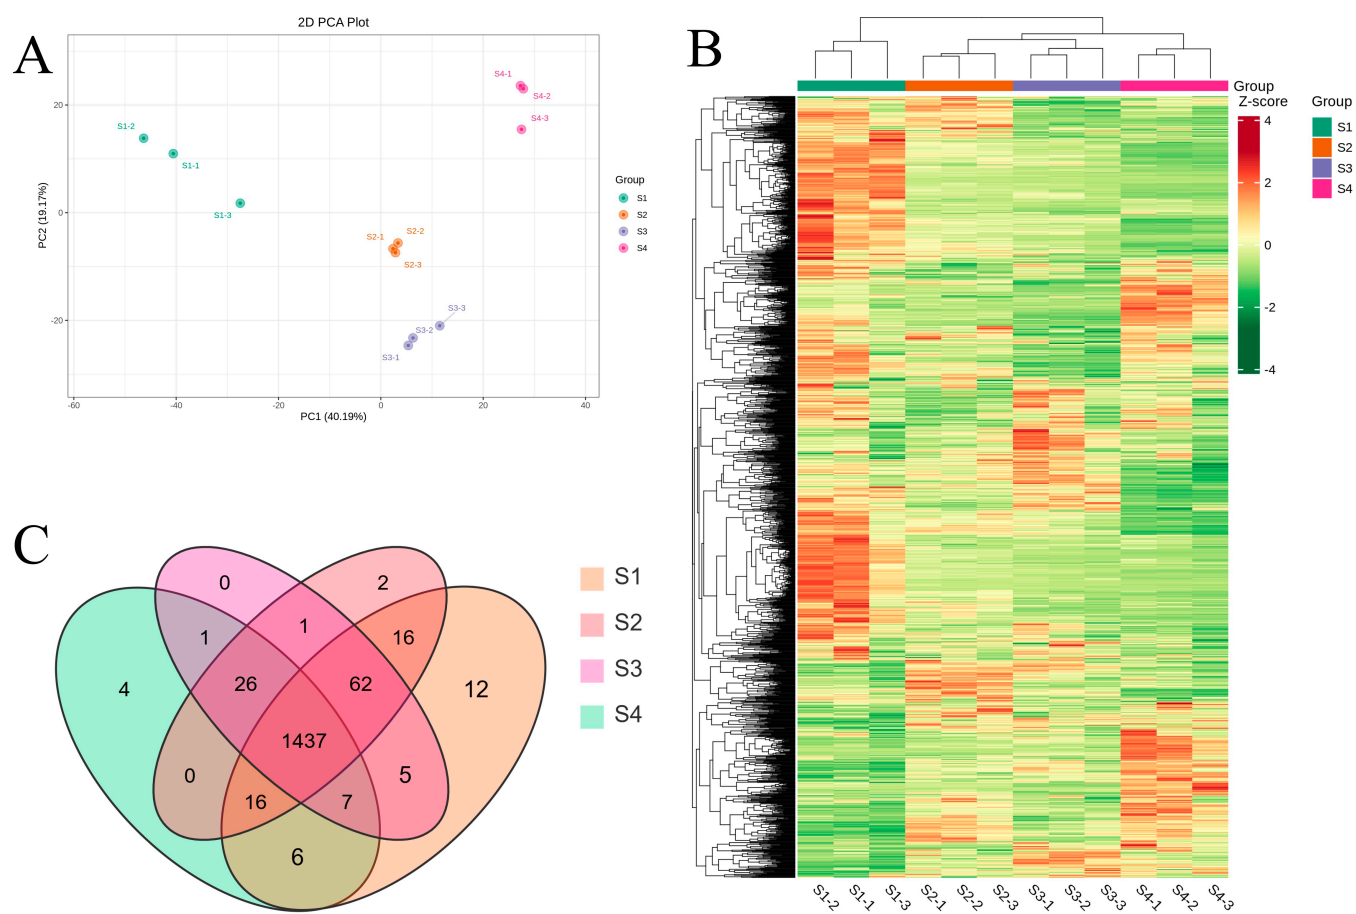 A
2D PCA Plot
S4-1
S4-2
S4-3
S1-2
S1-1
S1-3
S2-1
S2-2
S2-3
S3-3
S3-2
S3-1
20
0
-20
PC2 (19.17%)
-60
-40
-20
0
20
40
PC1 (40.19%)
Group
S1
S2
S3
S4
B
Group
Z-score
4
2
0
-2
-4
Group
S1
S2
S3
S4
S1-2
S1-1
S1-3
S2-1
S2-2
S2-3
S3-1
S3-2
S3-3
S4-1
S4-2
S4-3
C
0
2
1
1
16
4
26
62
12
1437
0
5
16
7
6
S1
S2
S3
S4